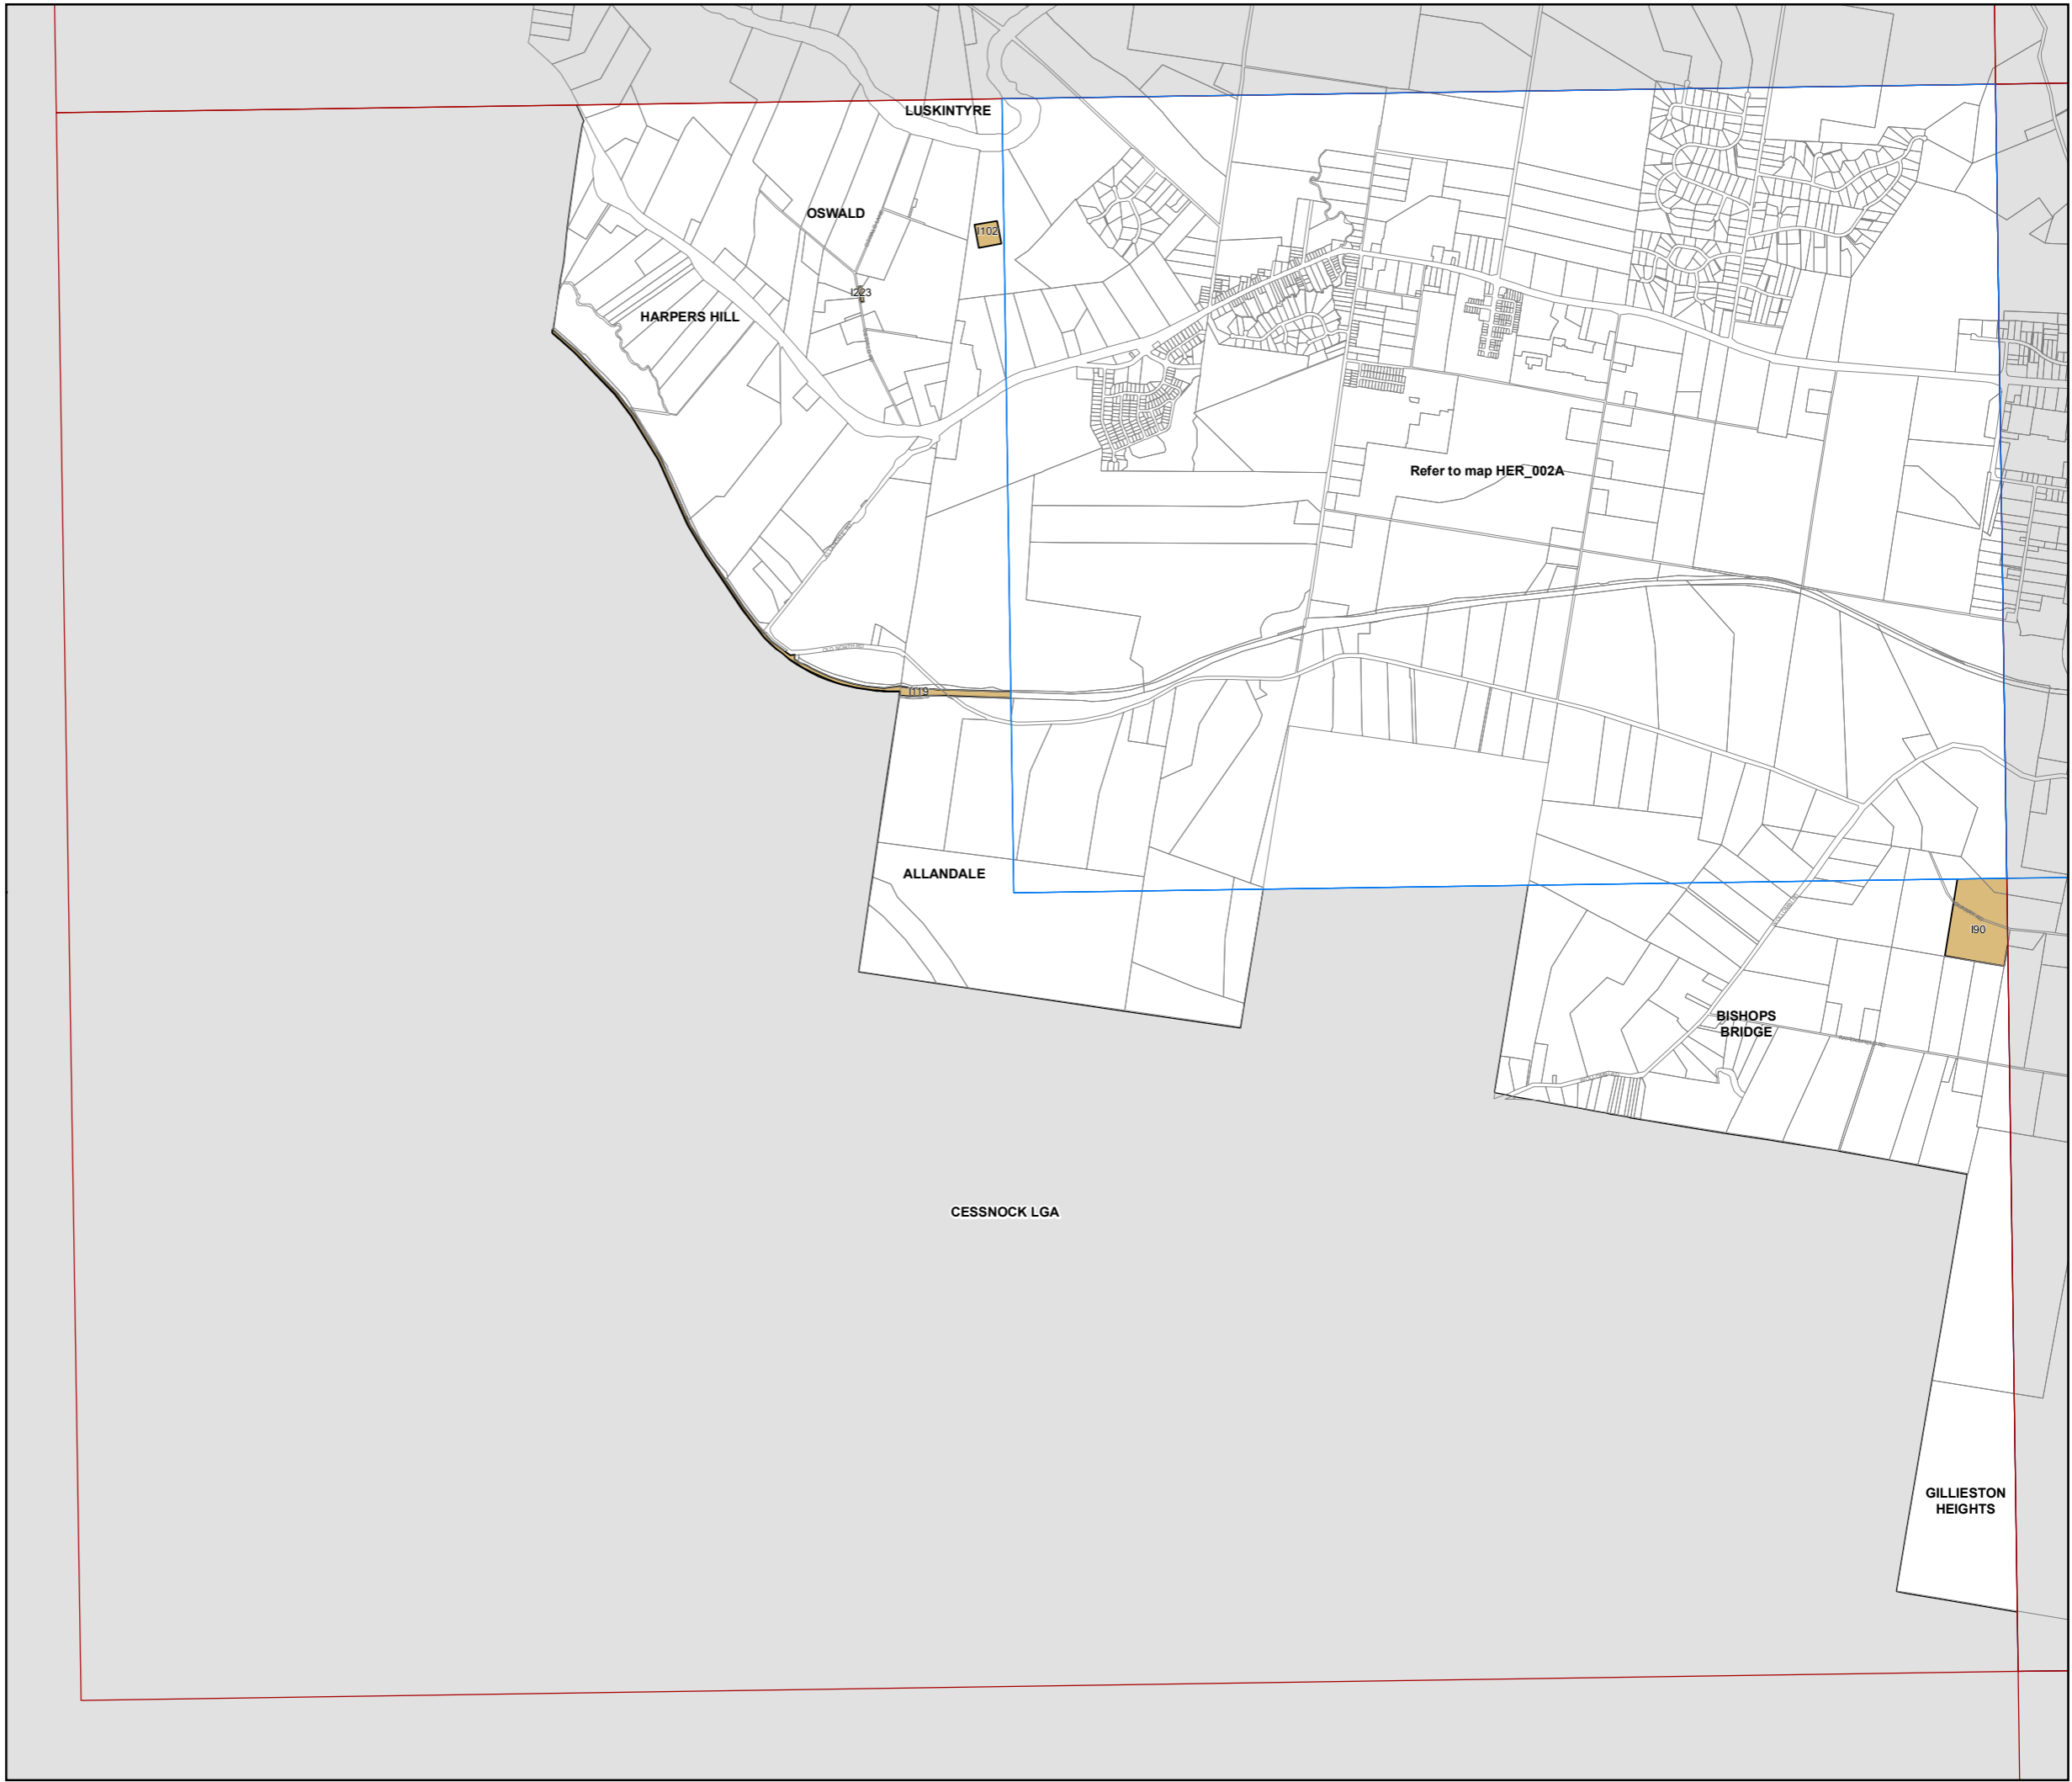 LUSKINTYRE
OSWALD
I102
I223
HARPERS HILL
Refer to map HER_002A
I119
ALLANDALE
I90
BISHOPS
BRIDGE
CESSNOCK LGA
GILLIESTON
HEIGHTS